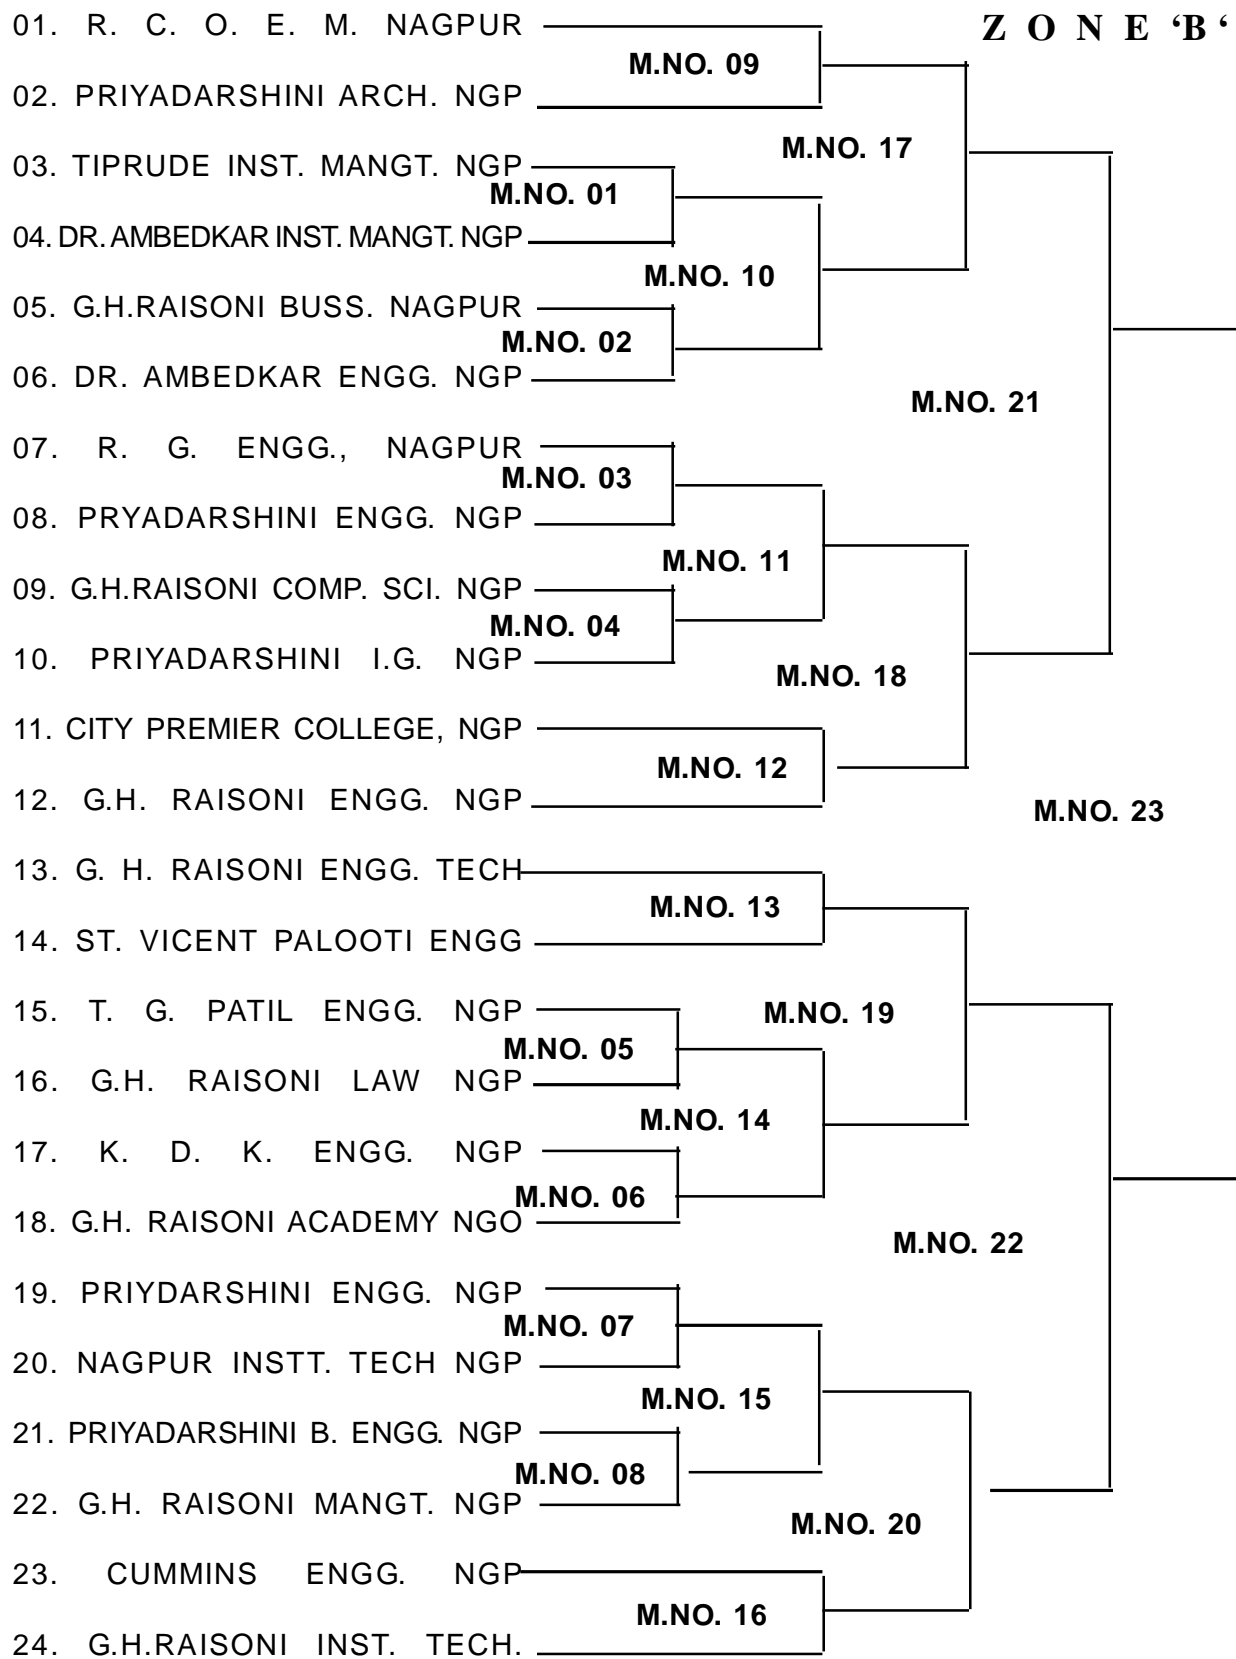 01. R. C. O. E. M. NAGPUR
Z O N E ‘B ‘
M.NO. 09
02. PRIYADARSHINI ARCH. NGP
M.NO. 17
03. TIPRUDE INST. MANGT. NGP
M.NO. 01
04. DR. AMBEDKAR INST. MANGT. NGP
M.NO. 10
05. G.H.RAISONI BUSS. NAGPUR
M.NO. 02
06. DR. AMBEDKAR ENGG. NGP
M.NO. 21
07. R. G. ENGG., NAGPUR
M.NO. 03
08. PRYADARSHINI ENGG. NGP
M.NO. 11
09. G.H.RAISONI COMP. SCI. NGP
M.NO. 04
10. PRIYADARSHINI I.G. NGP
M.NO. 18
11. CITY PREMIER COLLEGE, NGP
M.NO. 12
12. G.H. RAISONI ENGG. NGP
M.NO. 23
13. G. H. RAISONI ENGG. TECH
M.NO. 13
14. ST. VICENT PALOOTI ENGG
15. T. G. PATIL ENGG. NGP
M.NO. 19
M.NO. 05
16. G.H. RAISONI LAW NGP
M.NO. 14
17. K. D. K. ENGG. NGP
M.NO. 06
18. G.H. RAISONI ACADEMY NGO
M.NO. 22
19. PRIYDARSHINI ENGG. NGP
M.NO. 07
20. NAGPUR INSTT. TECH NGP
M.NO. 15
21. PRIYADARSHINI B. ENGG. NGP
M.NO. 08
22. G.H. RAISONI MANGT. NGP
M.NO. 20
23. CUMMINS ENGG. NGP
M.NO. 16
24. G.H.RAISONI INST. TECH.